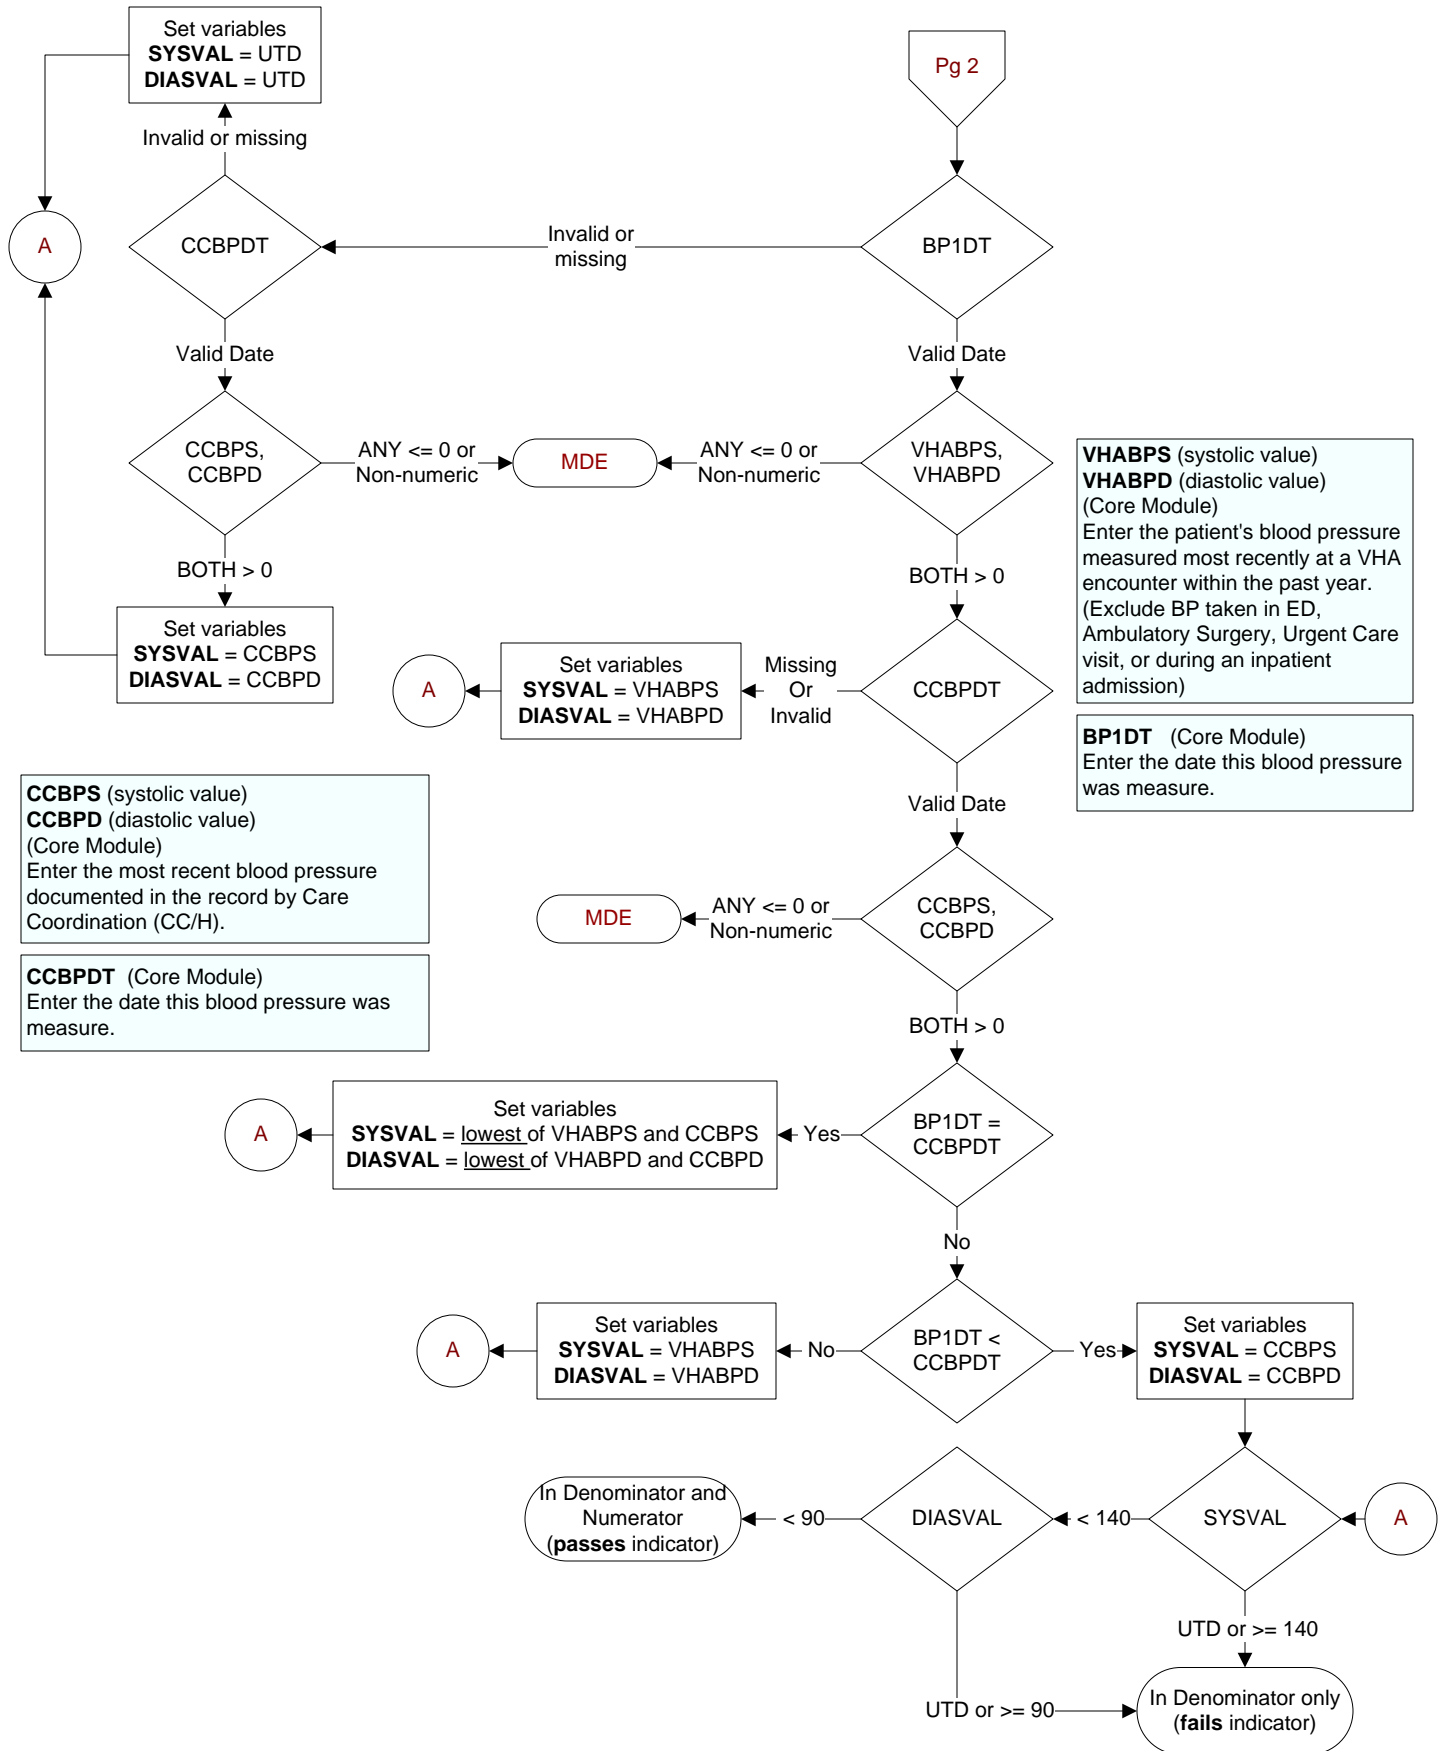 Set variables
SYSVAL = UTD
DIASVAL = UTD
Pg 2
Invalid or missing
A
CCBPDT
Invalid or
missing
BP1DT
Valid Date
Valid Date
CCBPS,
CCBPD
ANY <= 0 or
Non-numeric
MDE
ANY <= 0 or
Non-numeric
VHABPS,
VHABPD
VHABPS (systolic value)
VHABPD (diastolic value)
(Core Module)
Enter the patient's blood pressure
measured most recently at a VHA
encounter within the past year.
(Exclude BP taken in ED,
Ambulatory Surgery, Urgent Care
visit, or during an inpatient
admission)
BOTH > 0
BOTH > 0
Set variables
SYSVAL = CCBPS
DIASVAL = CCBPD
A
Set variables
SYSVAL = VHABPS
DIASVAL = VHABPD
Missing
Or
Invalid
CCBPDT
BP1DT (Core Module)
Enter the date this blood pressure
was measure.
CCBPS (systolic value)
CCBPD (diastolic value)
(Core Module)
Enter the most recent blood pressure
documented in the record by Care
Coordination (CC/H).
Valid Date
MDE
ANY <= 0 or
Non-numeric
CCBPS,
CCBPD
CCBPDT (Core Module)
Enter the date this blood pressure was
measure.
BOTH > 0
A
Set variables
SYSVAL = lowest of VHABPS and CCBPS
DIASVAL = lowest of VHABPD and CCBPD
Yes
BP1DT =
CCBPDT
No
A
Set variables
SYSVAL = VHABPS
DIASVAL = VHABPD
No
BP1DT <
CCBPDT
Yes
Set variables
SYSVAL = CCBPS
DIASVAL = CCBPD
In Denominator and
Numerator
(passes indicator)
< 90
DIASVAL
< 140
SYSVAL
A
UTD or >= 140
UTD or >= 90
In Denominator only
(fails indicator)